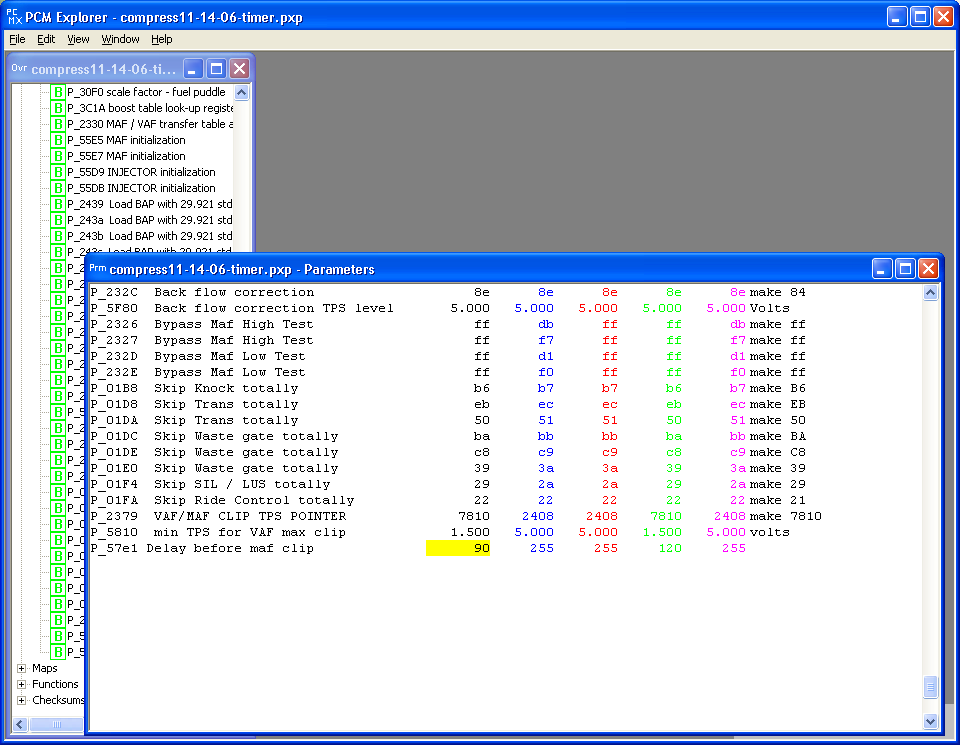 PCM Explorer - compress11-14-06-timer.pxp
File Edit View Window Help
Ovr compress11-14-06-ti...
P_30F0 scale factor - fuel puddle
P_3C1A boost table look-up registe
P_2330 MAF / VAF transfer table a
P_55E5 MAF initialization
P_55E7 MAF initialization
P_55D9 INJECTOR initialization
P_55DB INJECTOR initialization
P_2439 Load BAP with 29.921 std
P_243a Load BAP with 29.921 std
P_243b Load BAP with 29.921 std
Maps
Functions
Checksums
Prm compress11-14-06-timer.pxp - Parameters
P_232C Back flow correction 8e 8e 8e 8e 8e make 84
P_5F80 Back flow correction TPS level 5.000 5.000 5.000 5.000 5.000 Volts
P_2326 Bypass Maf High Test ff db ff ff db make ff
P_2327 Bypass Maf High Test ff f7 ff ff f7 make ff
P_232D Bypass Maf Low Test ff d1 ff ff d1 make ff
P_232E Bypass Maf Low Test ff f0 ff ff f0 make ff
P_01B8 Skip Knock totally b6 b7 b7 b6 b7 make B6
P_01D8 Skip Trans totally eb ec ec eb ec make EB
P_01DA Skip Trans totally 50 51 51 50 51 make 50
P_01DC Skip Waste gate totally ba bb bb ba bb make BA
P_01DE Skip Waste gate totally c8 c9 c9 c8 c9 make C8
P_01E0 Skip Waste gate totally 39 3a 3a 39 3a make 39
P_01F4 Skip SIL / LUS totally 29 2a 2a 29 2a make 29
P_01FA Skip Ride Control totally 22 22 22 22 22 make 21
P_2379 VAF/MAF CLIP TPS POINTER 7810 2408 2408 7810 2408 make 7810
P_5810 min TPS for VAF max clip 1.500 5.000 5.000 1.500 5.000 volts
P_57e1 Delay before maf clip 90 255 255 120 255